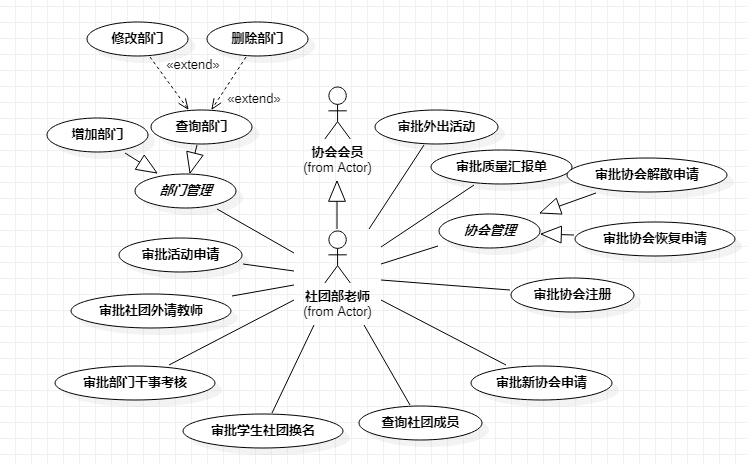 修改部门
删除部门
«extend»
«extend»
增加部门
查询部门
部门管理
协会会员
(from Actor)
审批外出活动
审批质量汇报单
审批协会解散申请
协会管理
审批协会恢复申请
审批活动申请
审批社团外请教师
社团部老师
(from Actor)
审批协会注册
审批部门干事考核
审批新协会申请
审批学生社团换名
查询社团成员